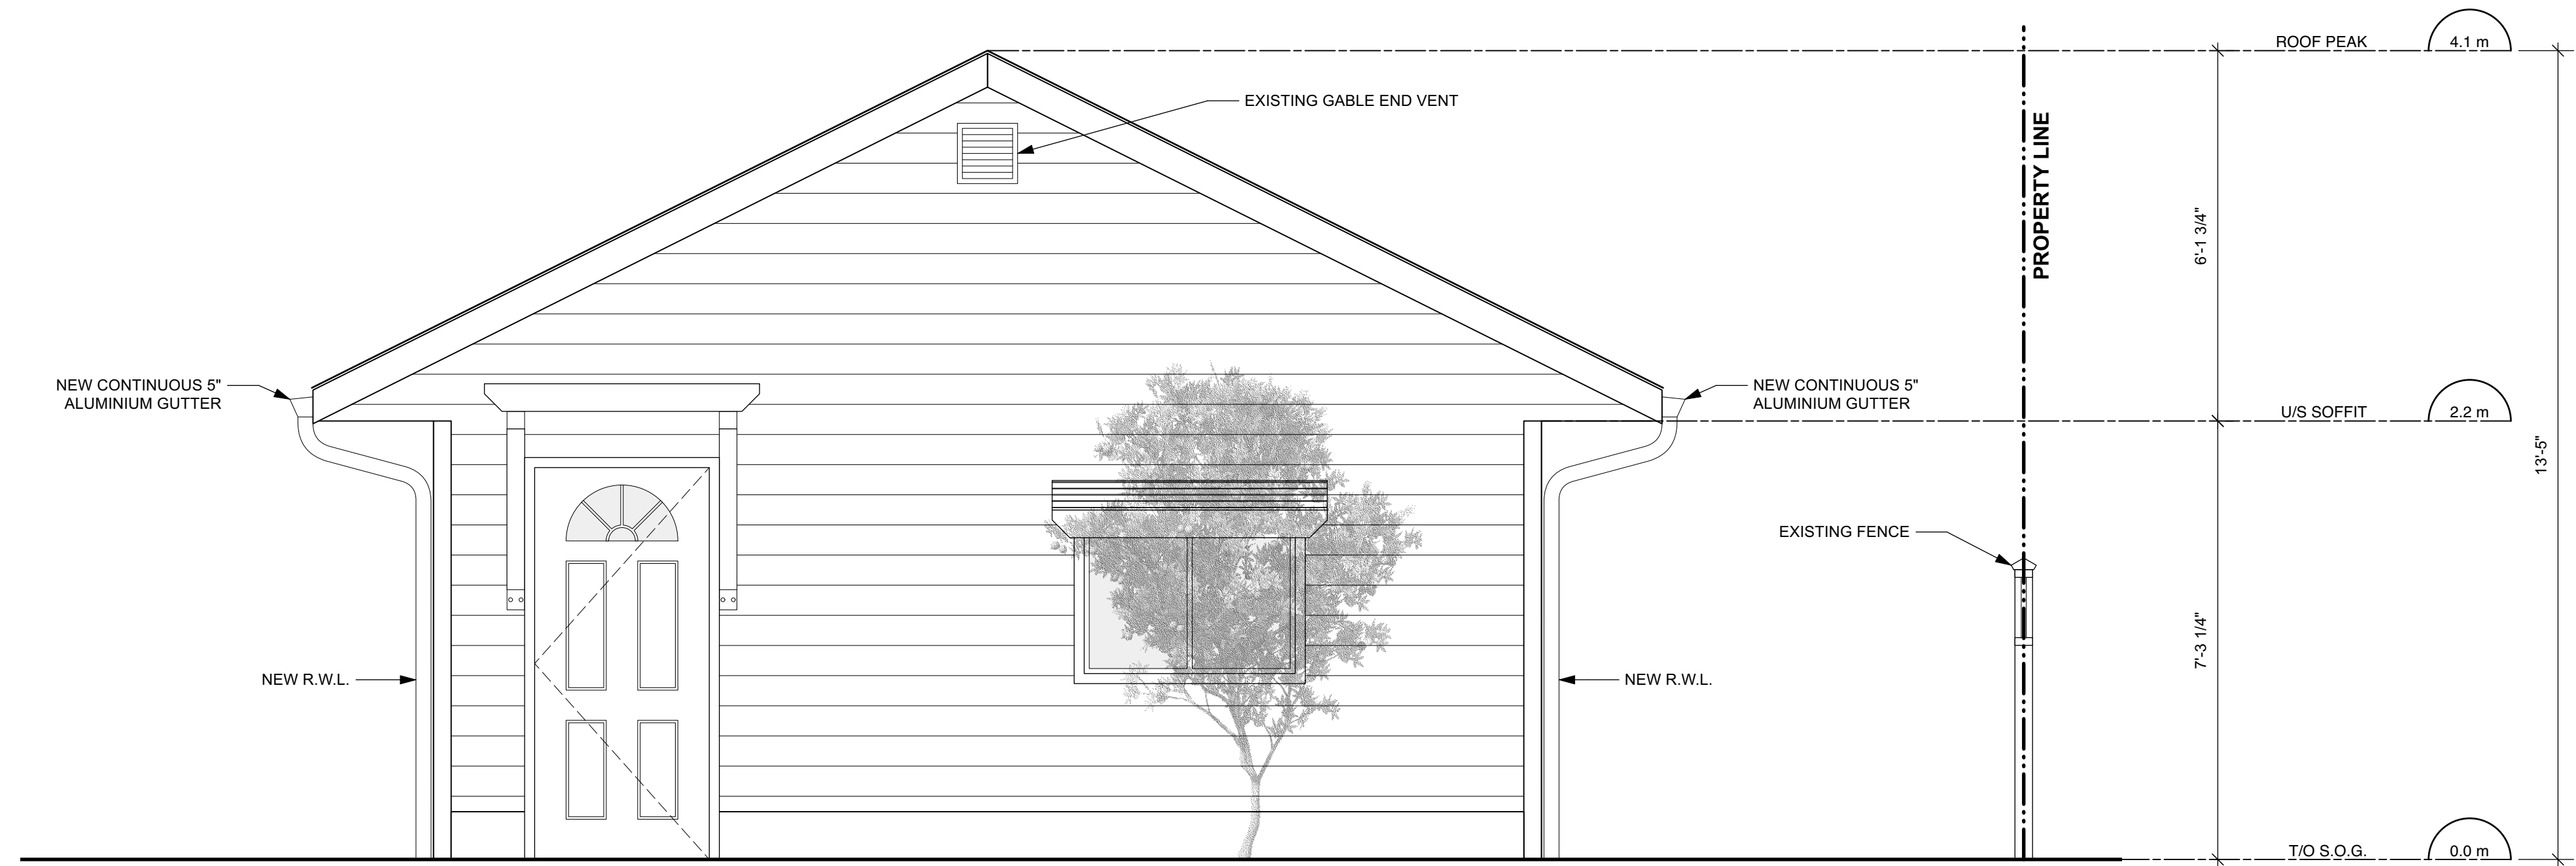 ROOF PEAK
4.1 m
EXISTING GABLE END VENT
PROPERTY LINE
6'-1 3/4"
NEW CONTINUOUS 5"
ALUMINIUM GUTTER
NEW CONTINUOUS 5"
ALUMINIUM GUTTER
U/S SOFFIT
2.2 m
13'-5"
EXISTING FENCE
7'-3 1/4"
NEW R.W.L.
NEW R.W.L.
T/O S.O.G.
0.0 m